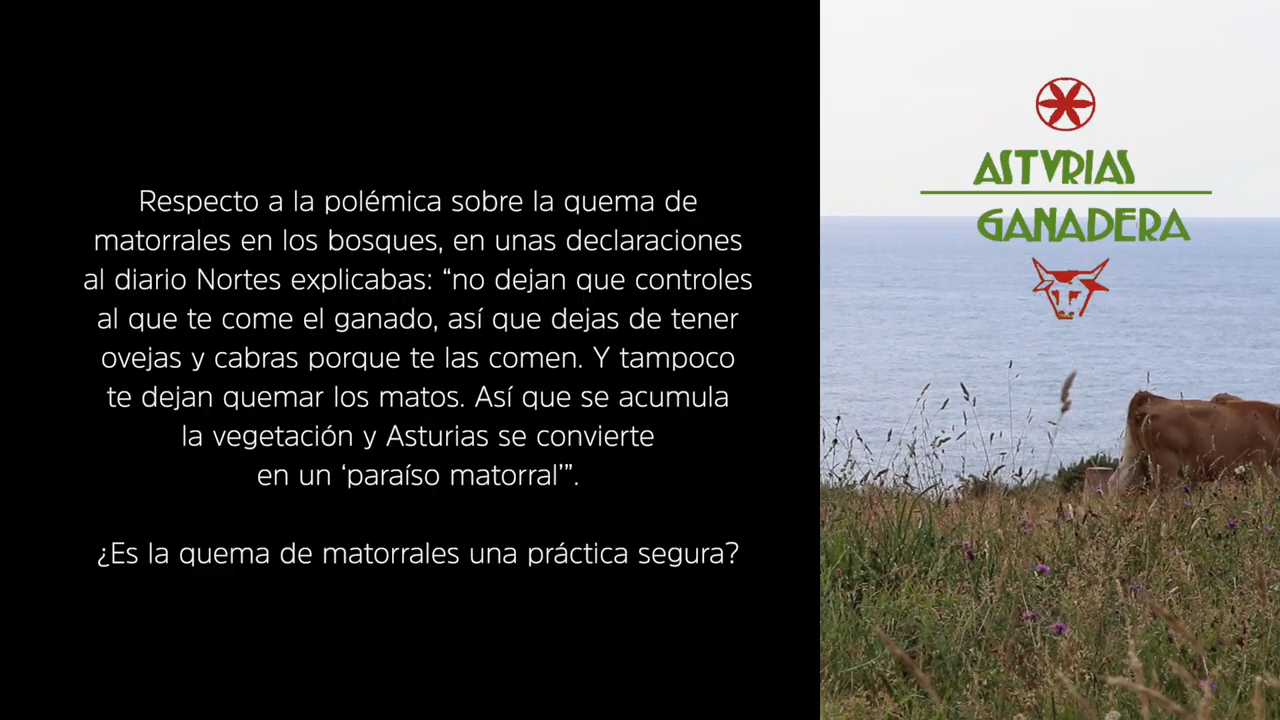 Respecto a la polémica sobre la quema de
matorrales en los bosques, en unas declaraciones
al diario Nortes explicabas: “no dejan que controles
al que te come el ganado, así que dejas de tener
ovejas y cabras porque te las comen. Y tampoco
te dejan quemar los matos. Así que se acumula
la vegetación y Asturias se convierte
en un ‘paraíso matorral’”.
¿Es la quema de matorrales una práctica segura?
ASTVRIAS
GANADERA